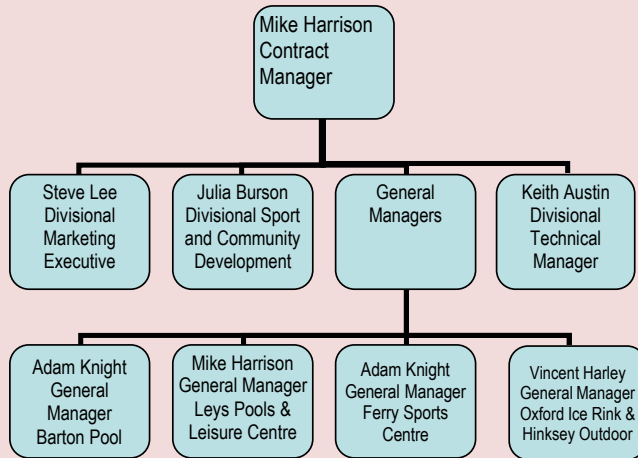 Mike Harrison
Contract
Manager
Steve Lee
Divisional
Marketing
Executive
Julia Burson
Divisional Sport
and Community
Development
General
Managers
Keith Austin
Divisional
Technical
Manager
Adam Knight
General
Manager
Barton Pool
Mike Harrison
General Manager
Leys Pools &
Leisure Centre
Adam Knight
General Manager
Ferry Sports
Centre
Vincent Harley
General Manager
Oxford Ice Rink &
Hinksey Outdoor